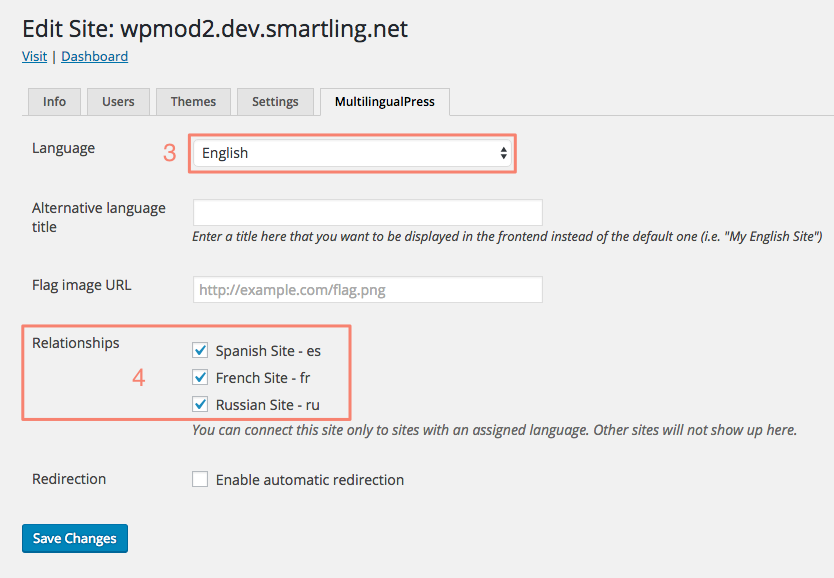 Edit Site: wpmod2.dev.smartling.net
Visit | Dashboard
Info Users Themes Settings MultilingualPress
Language 3 English
Alternative language
title
Enter a title here that you want to be displayed in the frontend instead of the default one (i.e. "My English Site")
Flag image URL http://example.com/flag.png
Relationships
Spanish Site - es
4 French Site - fr
Russian Site - ru
You can connect this site only to sites with an assigned language. Other sites will not show up here.
Redirection Enable automatic redirection
Save Changes